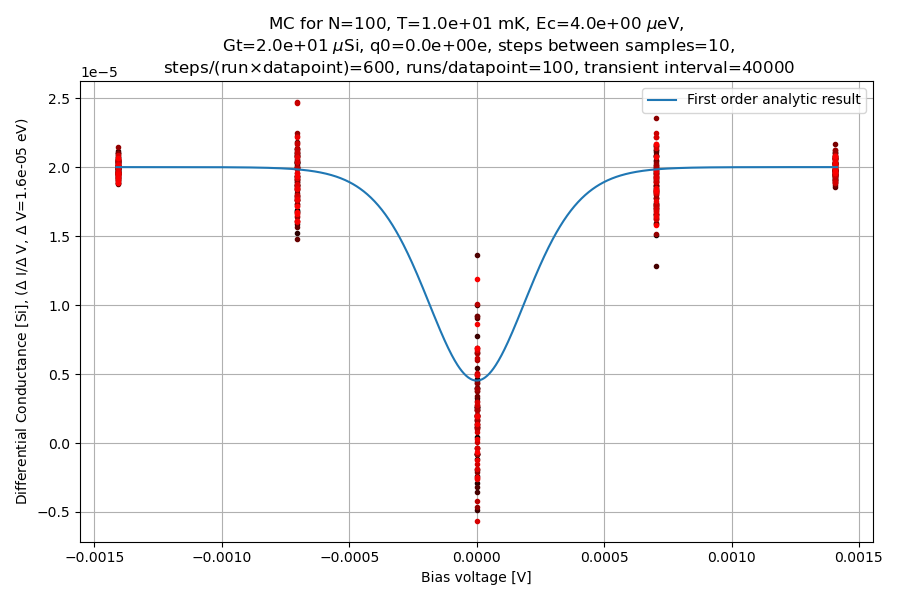 MC for N=100, T=1.0e+01 mK, Ec=4.0e+00 μeV,
Gt=2.0e+01 μSi, q0=0.0e+00e, steps between samples=10,
steps/(run×datapoint)=600, runs/datapoint=100, transient interval=40000
1e−5
First order analytic result
2.5
2.0
1.5
1.0
0.5
0.0
−0.5
Differential Conductance [Si], (Δ I/Δ V, Δ V=1.6e-05 eV)
−0.0015 −0.0010 −0.0005 0.0000 0.0005 0.0010 0.0015
Bias voltage [V]